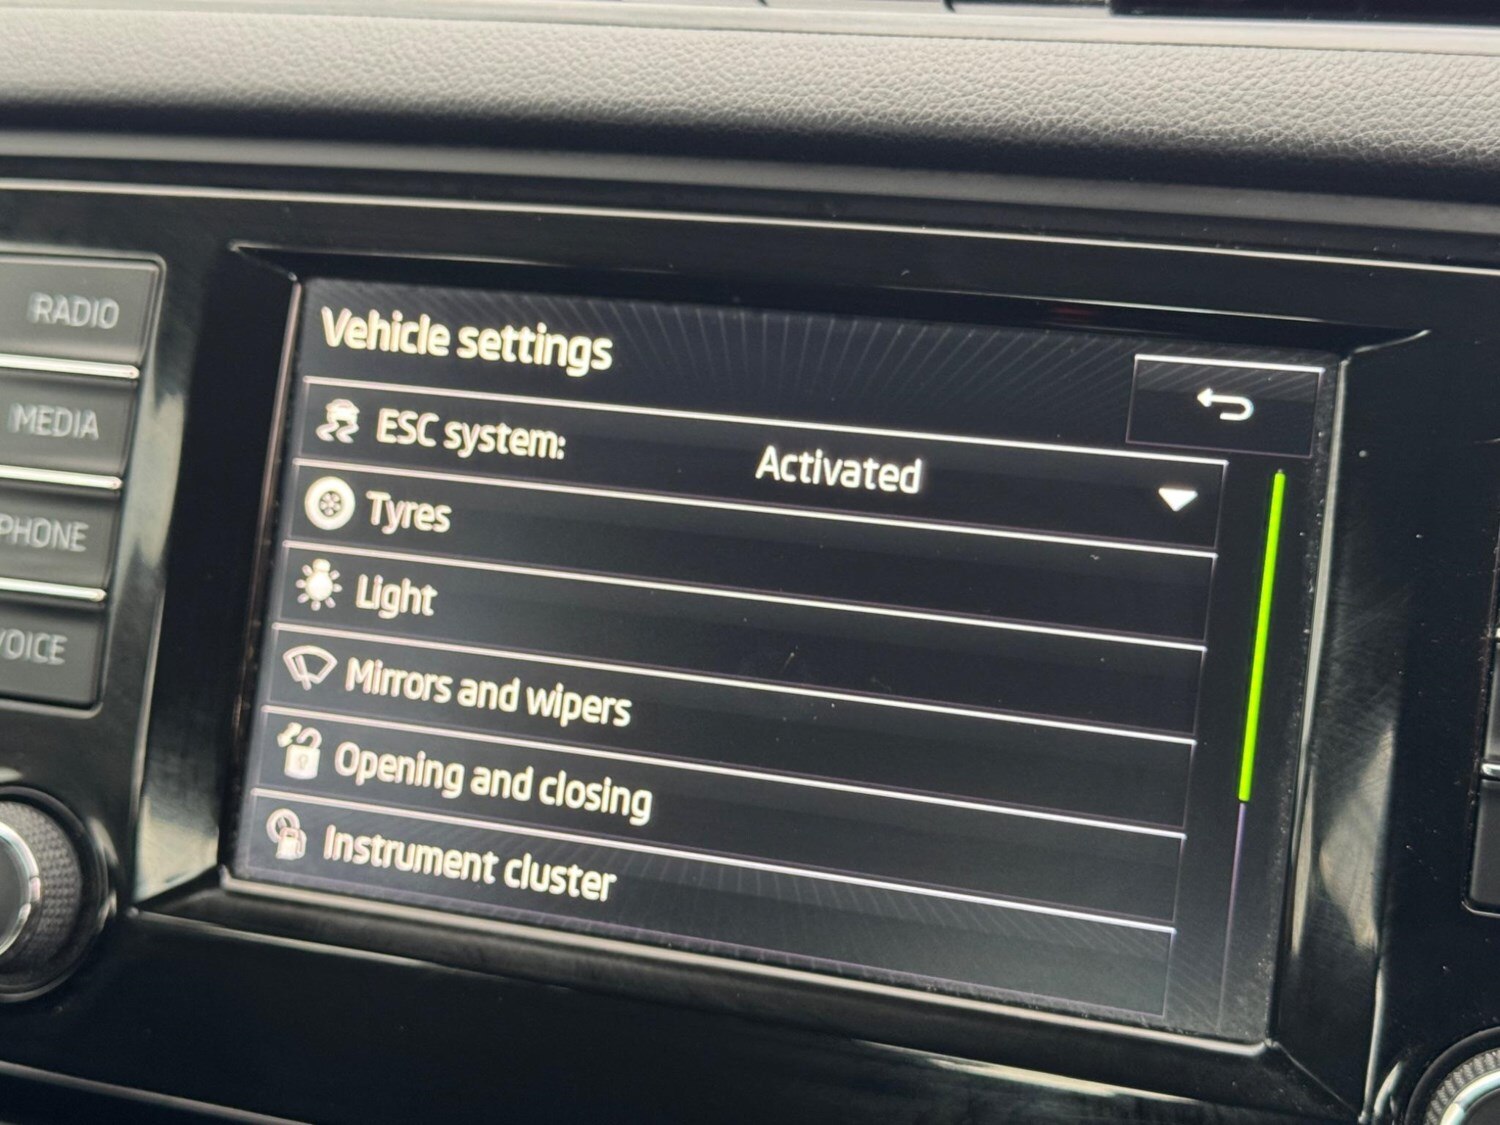 RADIO
MEDIA
PHONE
VOICE
Vehicle settings
ESC system: Activated
Tyres
Light
Mirrors and wipers
Opening and closing
Instrument cluster